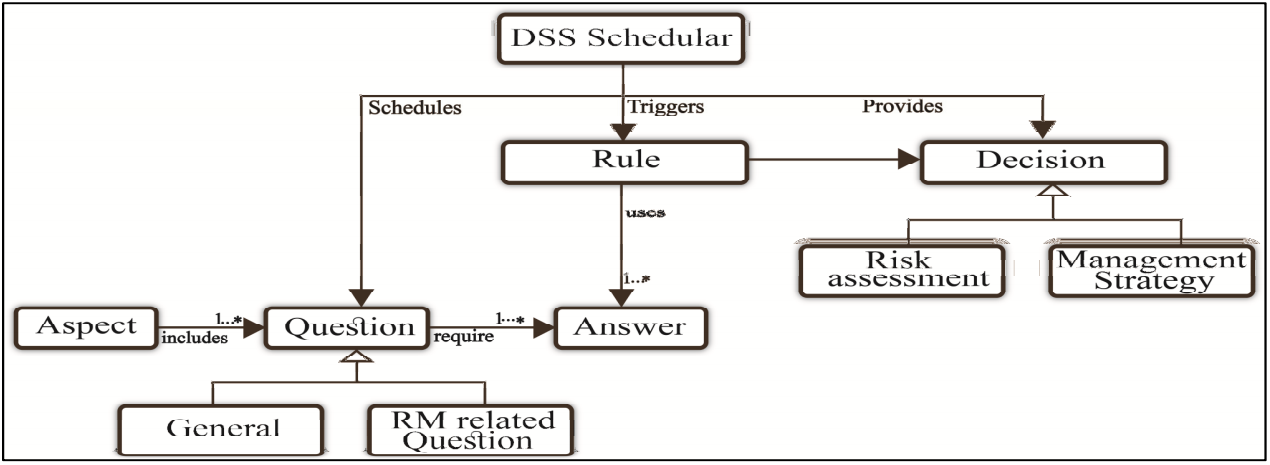 DSS Schedular
Schedules
Triggers
Provides
Rule
Decision
uses
Risk
assessment
Management
Strategy
1...*
Aspect
includes
1...*
Question
require
1...*
Answer
General
RM related
Question